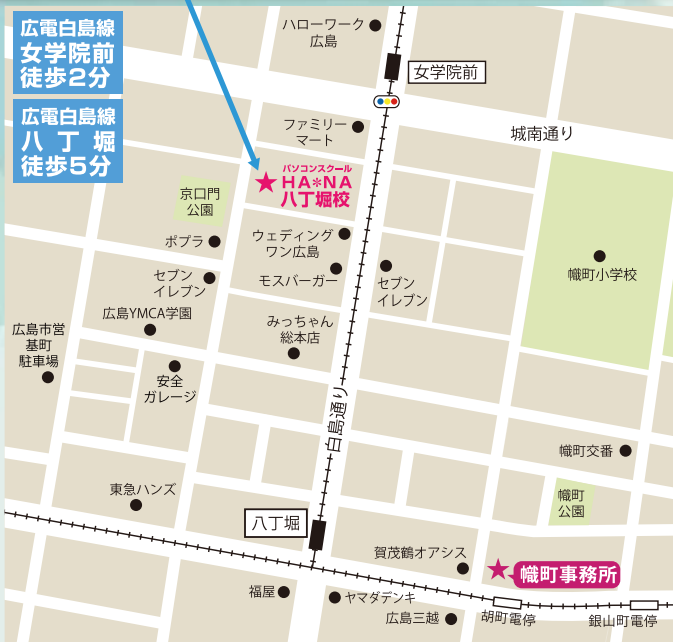 広電白島線
女学院前
徒歩2分
広電白島線
八丁堀
徒歩5分
ハローワーク
広島
女学院前
ファミリー
マート
城南通り
パソコンスクール
HA*NA
八丁堀校
京口門
公園
ポプラ
ウェディング
ワン広島
セブン
イレブン
モスバーガー
セブン
イレブン
幟町小学校
広島YMCA学園
みっちゃん
総本店
広島市営
基町
駐車場
安全
ガレージ
白島通り
幟町交番
東急ハンズ
幟町
公園
八丁堀
賀茂鶴オアシス
幟町事務所
福屋
ヤマダデンキ
広島三越
胡町電停
銀山町電停